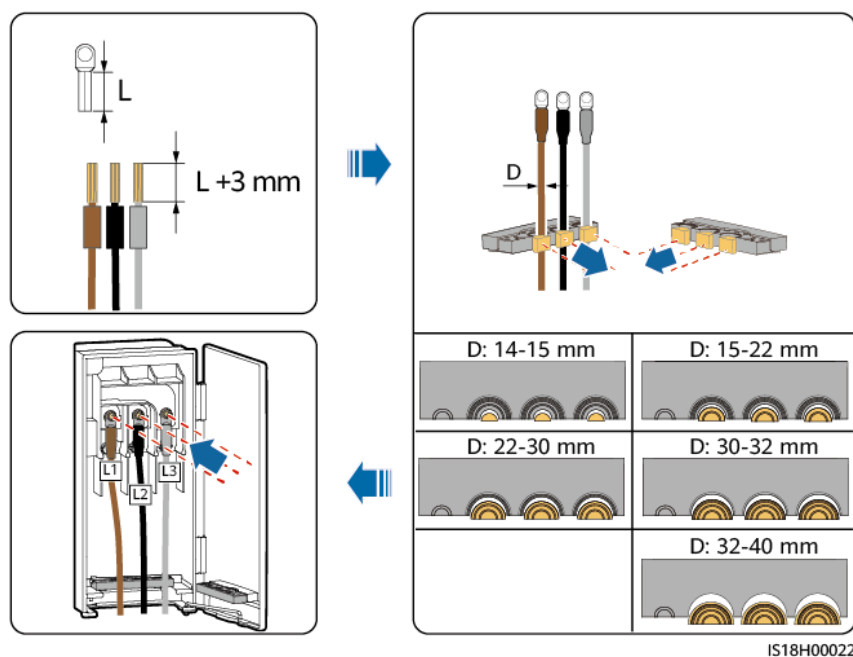 L
L +3 mm
D
D: 14-15 mm
D: 15-22 mm
D: 22-30 mm
D: 30-32 mm
D: 32-40 mm
L1
L2
L3
IS18H00022